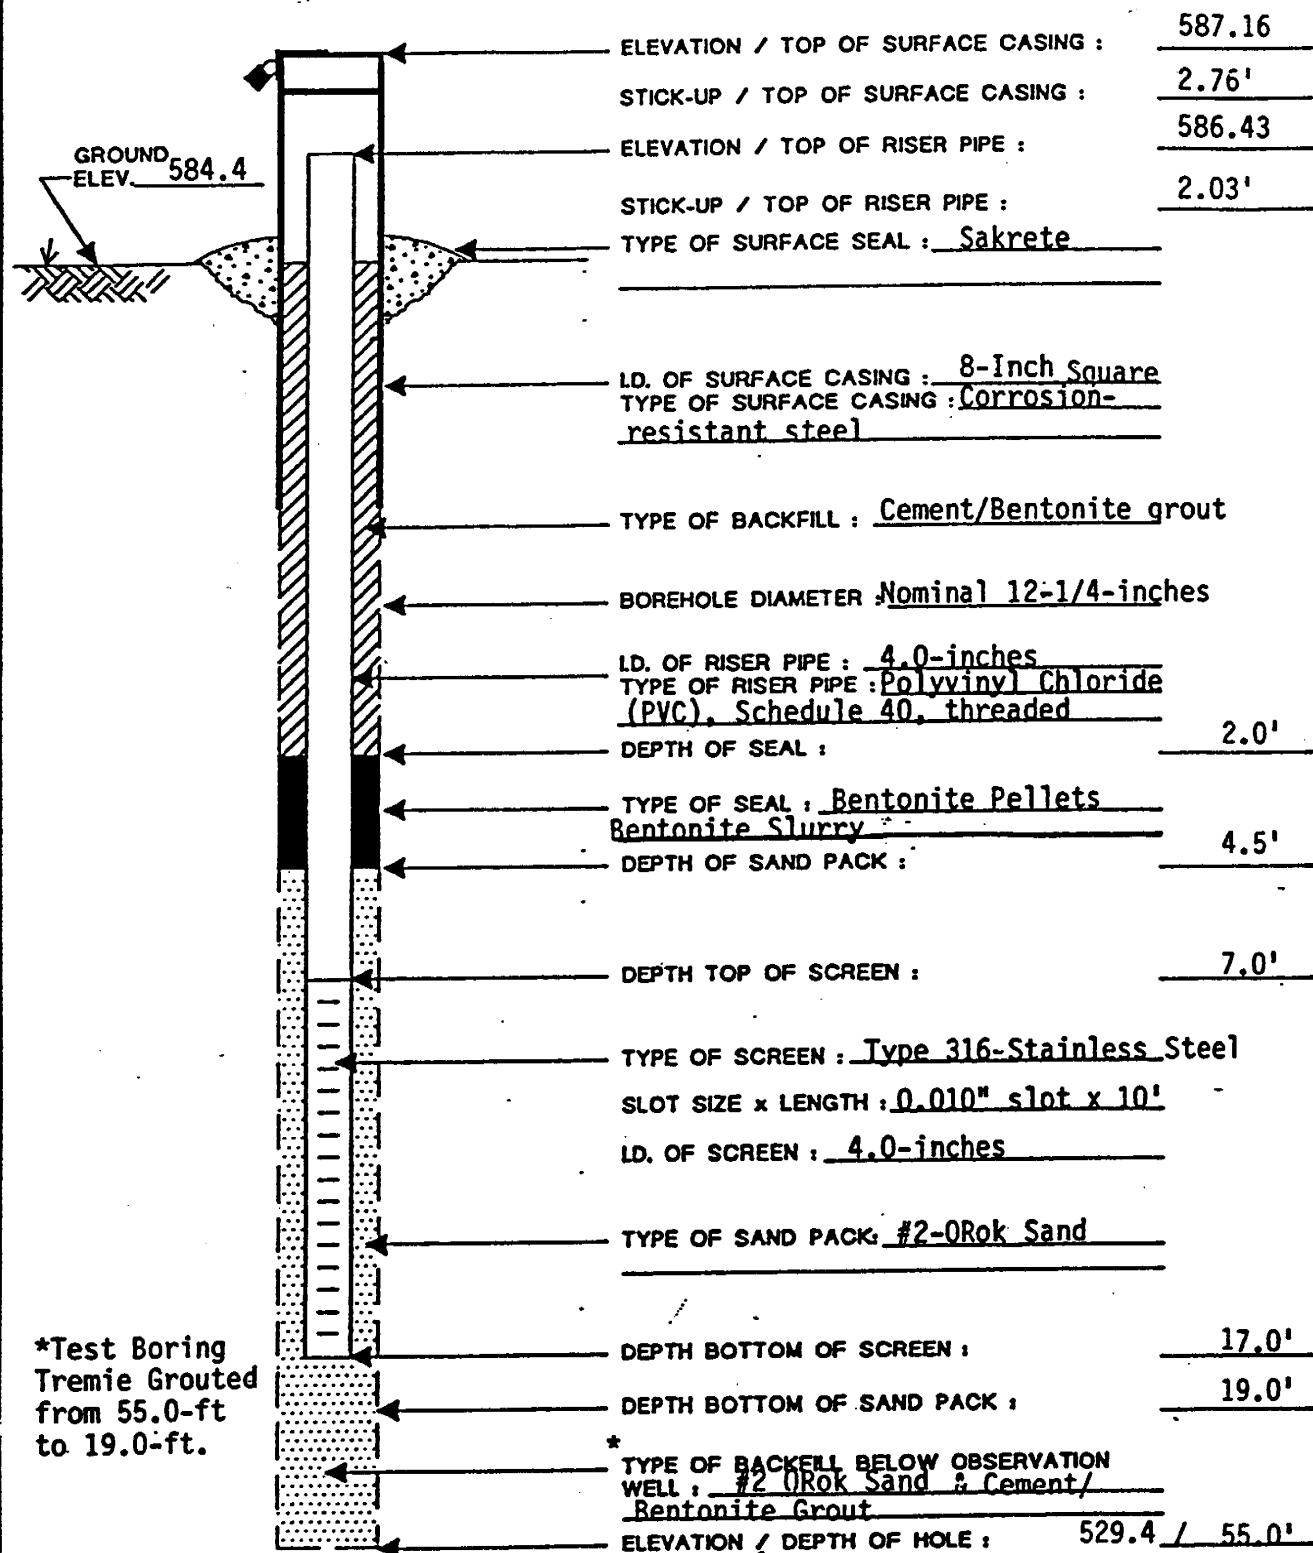 ELEVATION / TOP OF SURFACE CASING : 587.16
STICK-UP / TOP OF SURFACE CASING : 2.76'
ELEVATION / TOP OF RISER PIPE : 586.43
GROUND ELEV. 584.4
STICK-UP / TOP OF RISER PIPE : 2.03'
TYPE OF SURFACE SEAL : Sakrete
I.D. OF SURFACE CASING : 8-Inch Square
TYPE OF SURFACE CASING : Corrosion-
resistant steel
TYPE OF BACKFILL : Cement/Bentonite grout
BOREHOLE DIAMETER : Nominal 12-1/4-inches
I.D. OF RISER PIPE : 4.0-inches
TYPE OF RISER PIPE : Polyvinyl Chloride
(PVC), Schedule 40, threaded
DEPTH OF SEAL : 2.0'
TYPE OF SEAL : Bentonite Pellets
Bentonite Slurry
DEPTH OF SAND PACK : 4.5'
DEPTH TOP OF SCREEN : 7.0'
TYPE OF SCREEN : Type 316-Stainless Steel
SLOT SIZE x LENGTH : 0.010" slot x 10'
I.D. OF SCREEN : 4.0-inches
TYPE OF SAND PACK: #2-0Rok Sand
DEPTH BOTTOM OF SCREEN : 17.0'
DEPTH BOTTOM OF SAND PACK : 19.0'
*Test Boring
Tremie Grouted
from 55.0-ft
to 19.0-ft.
*
TYPE OF BACKFILL BELOW OBSERVATION
WELL : #2 0Rok Sand & Cement/
Bentonite Grout
ELEVATION / DEPTH OF HOLE : 529.4 / 55.0'